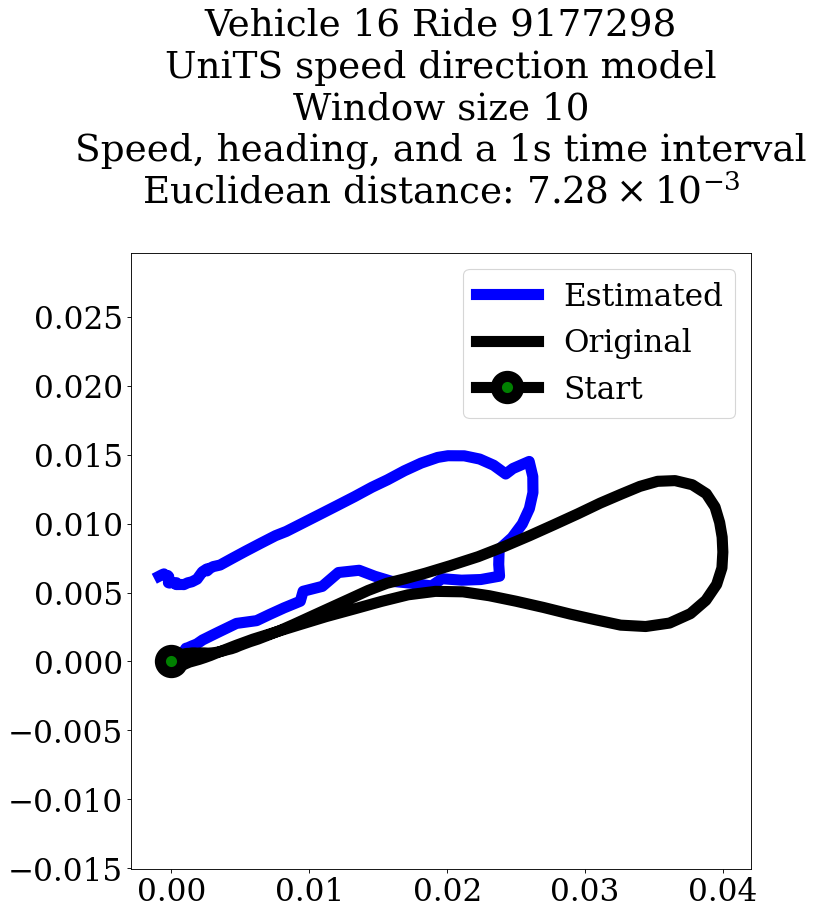 Vehicle 16 Ride 9177298
UniTS speed direction model
Window size 10
Speed, heading, and a 1s time interval
Euclidean distance: 7.28 × 10⁻³
Estimated
Original
Start
0.025
0.020
0.015
0.010
0.005
0.000
−0.005
−0.010
−0.015
0.00 0.01 0.02 0.03 0.04